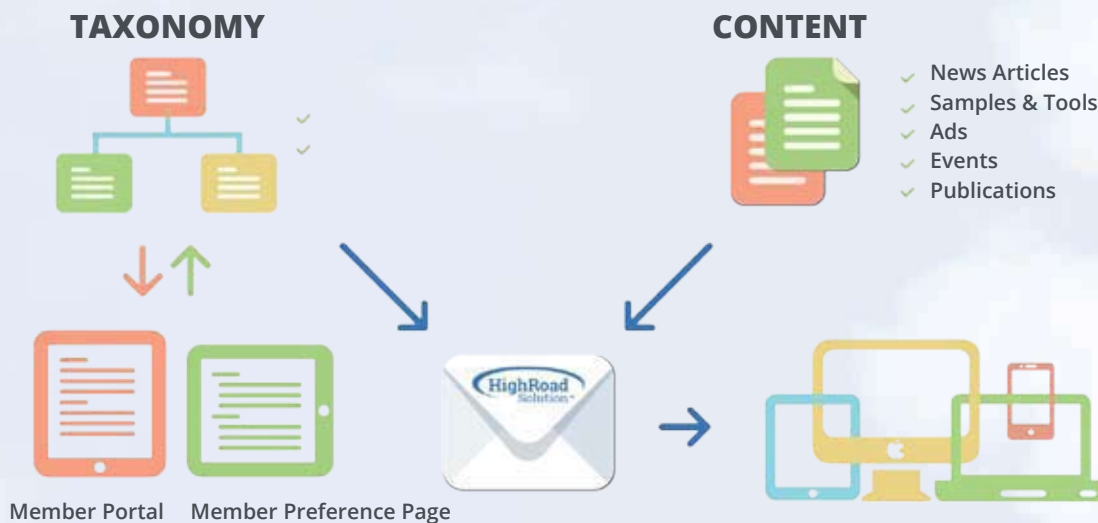 TAXONOMY
CONTENT
News Articles
Samples & Tools
Ads
Events
Publications
HighRoad
Solution
Member Portal
Member Preference Page